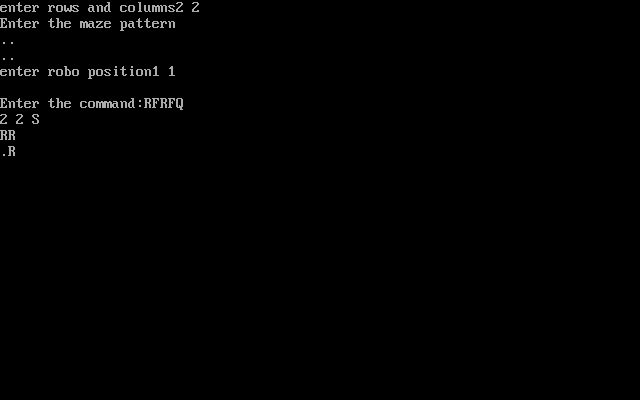 enter rows and columns2 2
Enter the maze pattern
..
..
enter robo position1 1
Enter the command:RFRFQ
2 2 S
RR
.R